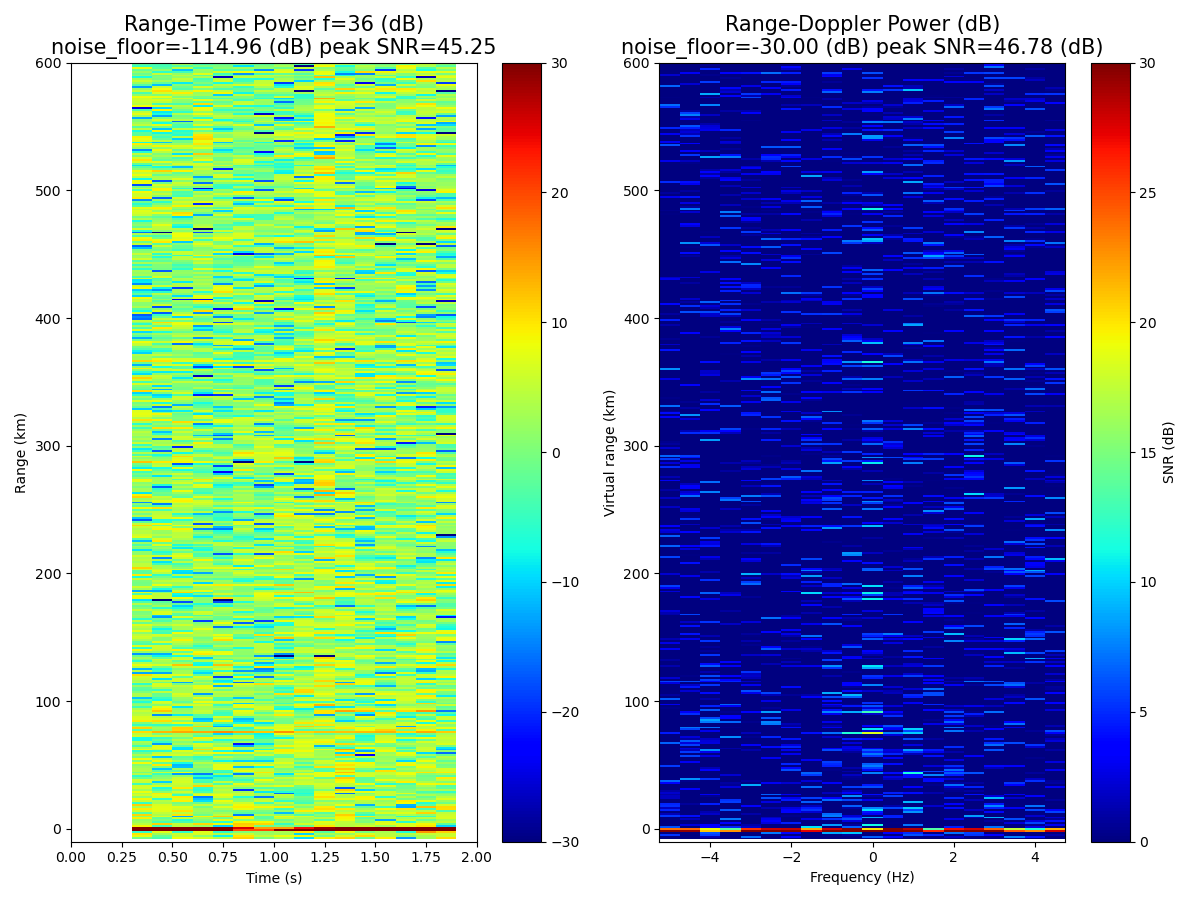 Range-Time Power f=36 (dB)
noise_floor=-114.96 (dB) peak SNR=45.25
Range-Doppler Power (dB)
noise_floor=-30.00 (dB) peak SNR=46.78 (dB)
600
500
400
300
200
100
0
Range (km)
0.00 0.25 0.50 0.75 1.00 1.25 1.50 1.75 2.00
Time (s)
30
20
10
0
−10
−20
−30
600
500
400
300
200
100
0
Virtual range (km)
−4 −2 0 2 4
Frequency (Hz)
30
25
20
15
10
5
0
SNR (dB)